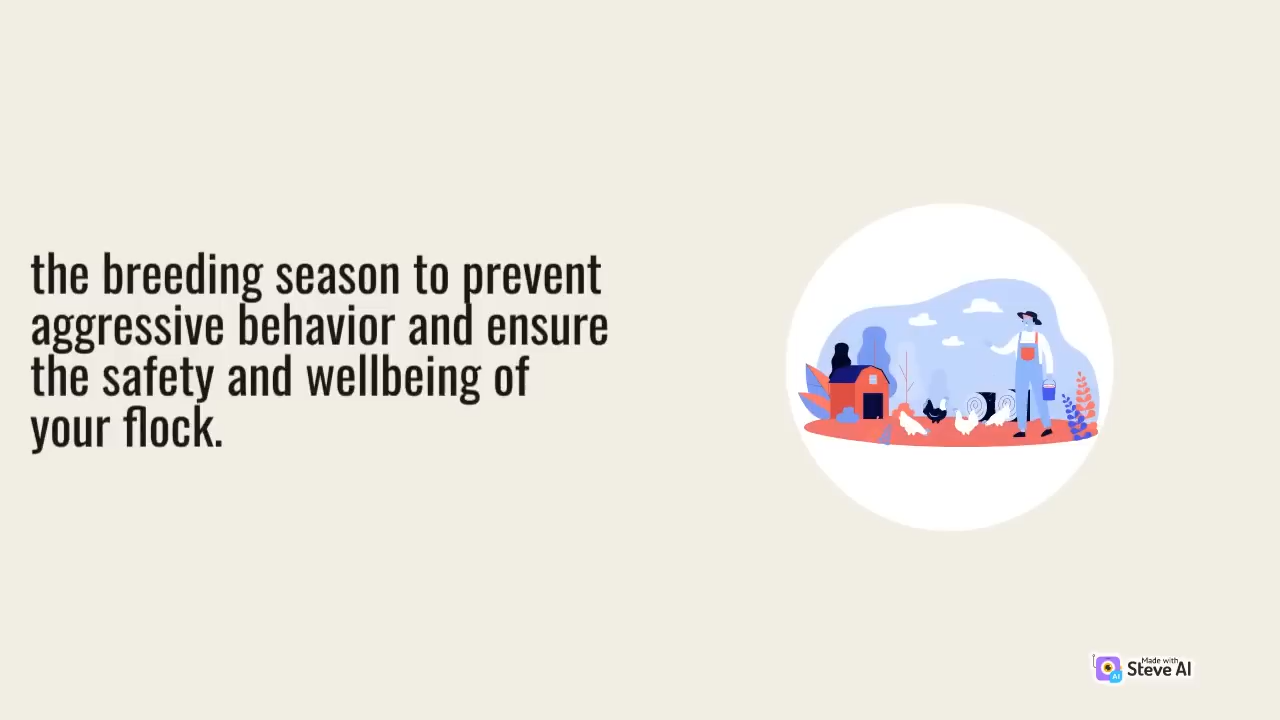 the breeding season to prevent
aggressive behavior and ensure
the safety and wellbeing of
your flock.
Made with
Steve AI
AI